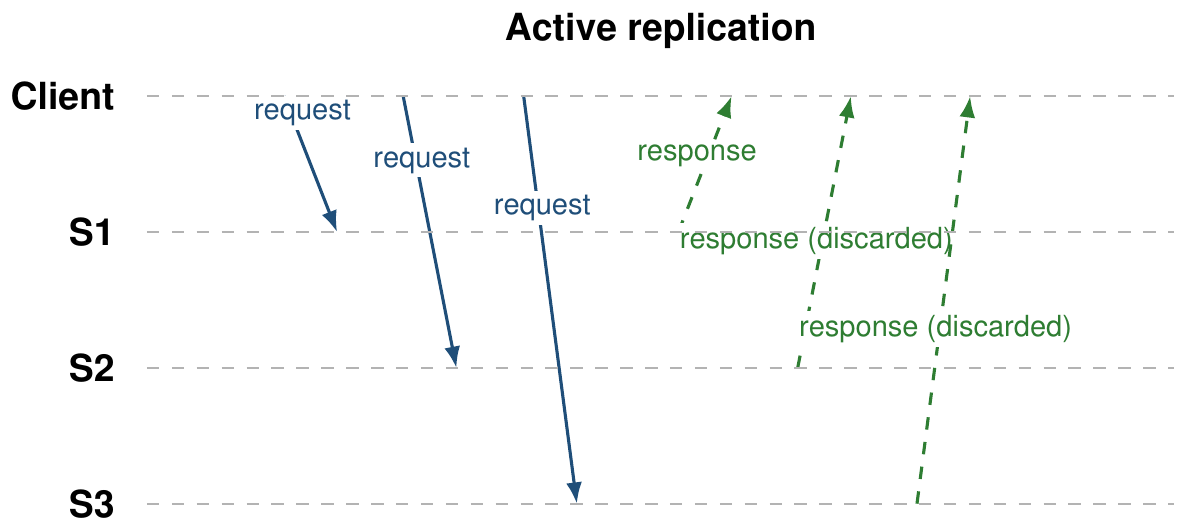 Active replication
Client
request
request
request
response
S1
response (discarded)
response (discarded)
S2
S3